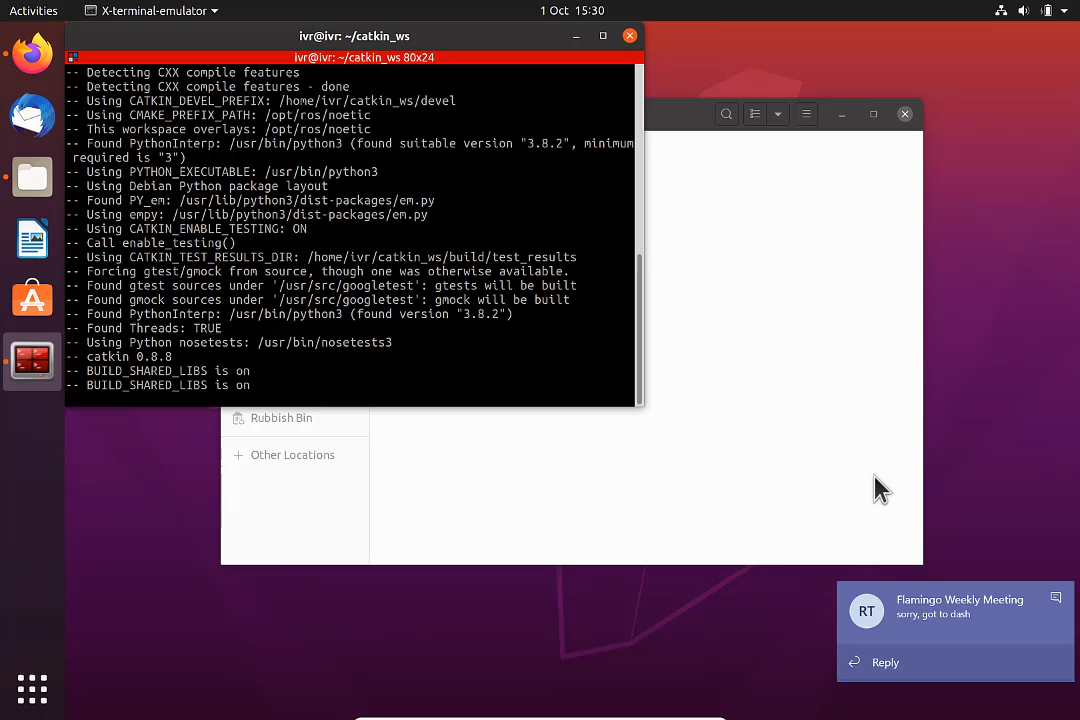 Activities
X-terminal-emulator
1 Oct 15:30
ivr@ivr: ~/catkin_ws
ivr@ivr: ~/catkin_ws 80x24
-- Detecting CXX compile features
-- Detecting CXX compile features - done
-- Using CATKIN_DEVEL_PREFIX: /home/ivr/catkin_ws/devel
-- Using CMAKE_PREFIX_PATH: /opt/ros/noetic
-- This workspace overlays: /opt/ros/noetic
-- Found PythonInterp: /usr/bin/python3 (found suitable version "3.8.2", minimum
required is "3")
-- Using PYTHON_EXECUTABLE: /usr/bin/python3
-- Using Debian Python package layout
-- Found PY_em: /usr/lib/python3/dist-packages/em.py
-- Using empy: /usr/lib/python3/dist-packages/em.py
-- Using CATKIN_ENABLE_TESTING: ON
-- Call enable_testing()
-- Using CATKIN_TEST_RESULTS_DIR: /home/ivr/catkin_ws/build/test_results
-- Forcing gtest/gmock from source, though one was otherwise available.
-- Found gtest sources under '/usr/src/googletest': gtests will be built
-- Found gmock sources under '/usr/src/googletest': gmock will be built
-- Found PythonInterp: /usr/bin/python3 (found version "3.8.2")
-- Found Threads: TRUE
-- Using Python nosetests: /usr/bin/nosetests3
-- catkin 0.8.8
-- BUILD_SHARED_LIBS is on
-- BUILD_SHARED_LIBS is on
Rubbish Bin
Other Locations
RT
Flamingo Weekly Meeting
sorry, got to dash
Reply